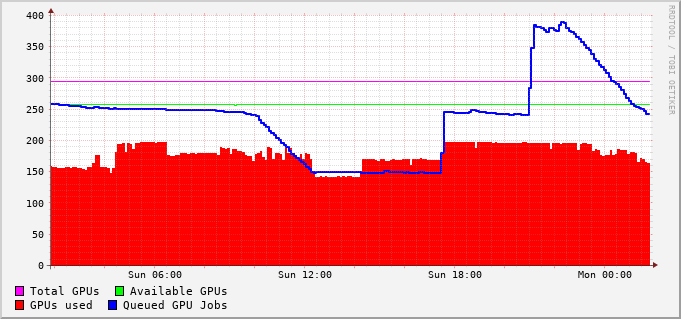 400
350
300
250
200
150
100
50
0
Sun 06:00 Sun 12:00 Sun 18:00 Mon 00:00
Total GPUs Available GPUs
GPUs used Queued GPU Jobs
RRDTOOL / TOBI OETIKER